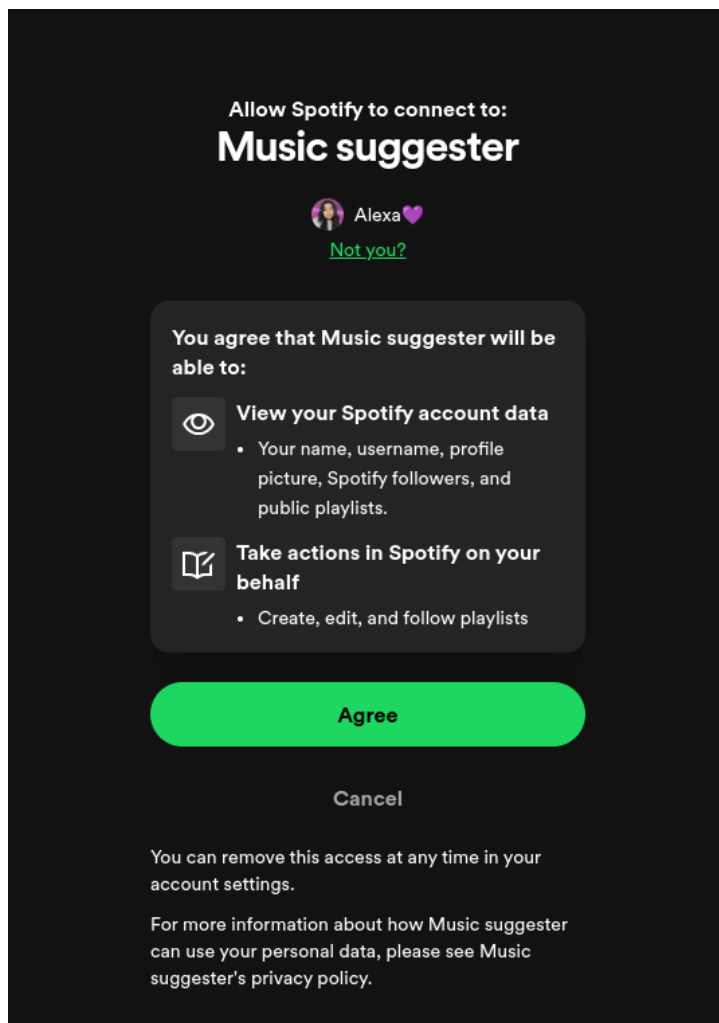 Allow Spotify to connect to:
Music suggester
Alexa💜
Not you?
You agree that Music suggester will be
able to:
View your Spotify account data
• Your name, username, profile
picture, Spotify followers, and
public playlists.
Take actions in Spotify on your
behalf
• Create, edit, and follow playlists
Agree
Cancel
You can remove this access at any time in your
account settings.
For more information about how Music suggester
can use your personal data, please see Music
suggester's privacy policy.